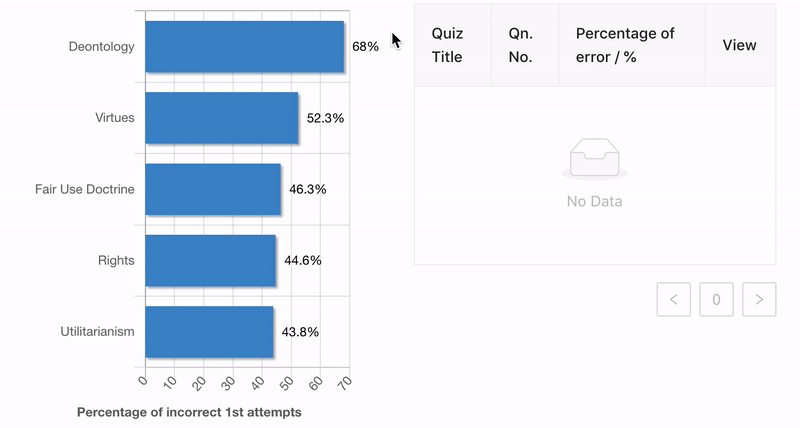 Deontology
68%
Virtues
52.3%
Fair Use Doctrine
46.3%
Rights
44.6%
Utilitarianism
43.8%
0 10 20 30 40 50 60 70
Percentage of incorrect 1st attempts
Quiz Title
Qn. No.
Percentage of error / %
View
No Data
< 0 >